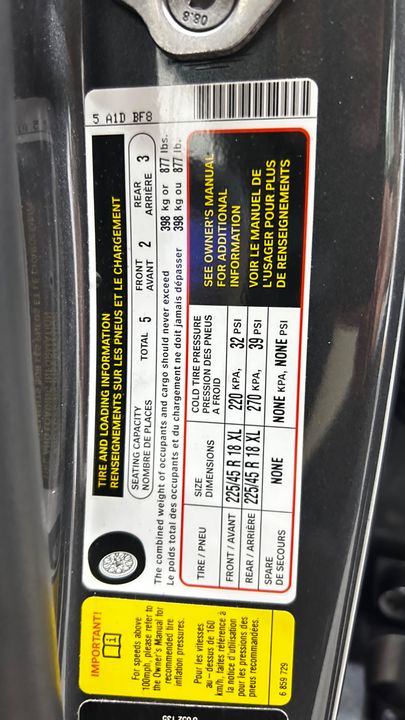 08.8
5 A1D BF8
TIRE AND LOADING INFORMATION
RENSEIGNEMENTS SUR LES PNEUS ET LE CHARGEMENT
SEATING CAPACITY
NOMBRE DE PLACES
TOTAL 5
FRONT
AVANT 2
REAR
ARRIÈRE 3
The combined weight of occupants and cargo should never exceed 398 kg or 877 lbs.
Le poids total des occupants et du chargement ne doit jamais dépasser 398 kg ou 877 lb.
TIRE / PNEU
SIZE
DIMENSIONS
COLD TIRE PRESSURE
PRESSION DES PNEUS
A FROID
SEE OWNER'S MANUAL
FOR ADDITIONAL
INFORMATION
VOIR LE MANUEL DE
L'USAGER POUR PLUS
DE RENSEIGNEMENTS
FRONT / AVANT 225/45 R 18 XL 220 KPA, 32 PSI
REAR / ARRIÈRE 225/45 R 18 XL 270 KPA, 39 PSI
SPARE
DE SECOURS NONE NONE KPA, NONE PSI
IMPORTANT!
For speeds above
100mph, please refer to
the Owner's Manual for
recommended tire
inflation pressures.
Pour les vitesses
au - dessus de 160
km/h, faites référence à
la notice d'utilisation
pour les pressions des
pneus recommandées.
6 859 729